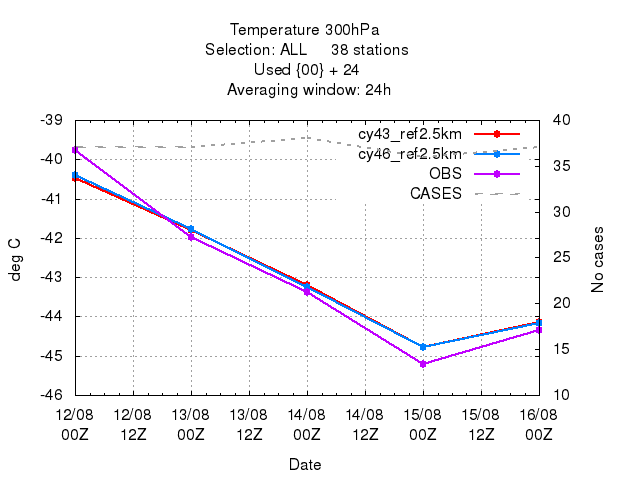 Temperature 300hPa
Selection: ALL     38 stations
Used {00} + 24
Averaging window: 24h
-39
-40
-41
-42
-43
-44
-45
-46
deg C
40
35
30
25
20
15
10
No cases
cy43_ref2.5km
cy46_ref2.5km
OBS
CASES
12/08 12/08 13/08 13/08 14/08 14/08 15/08 15/08 16/08
00Z 12Z 00Z 12Z 00Z 12Z 00Z 12Z 00Z
Date